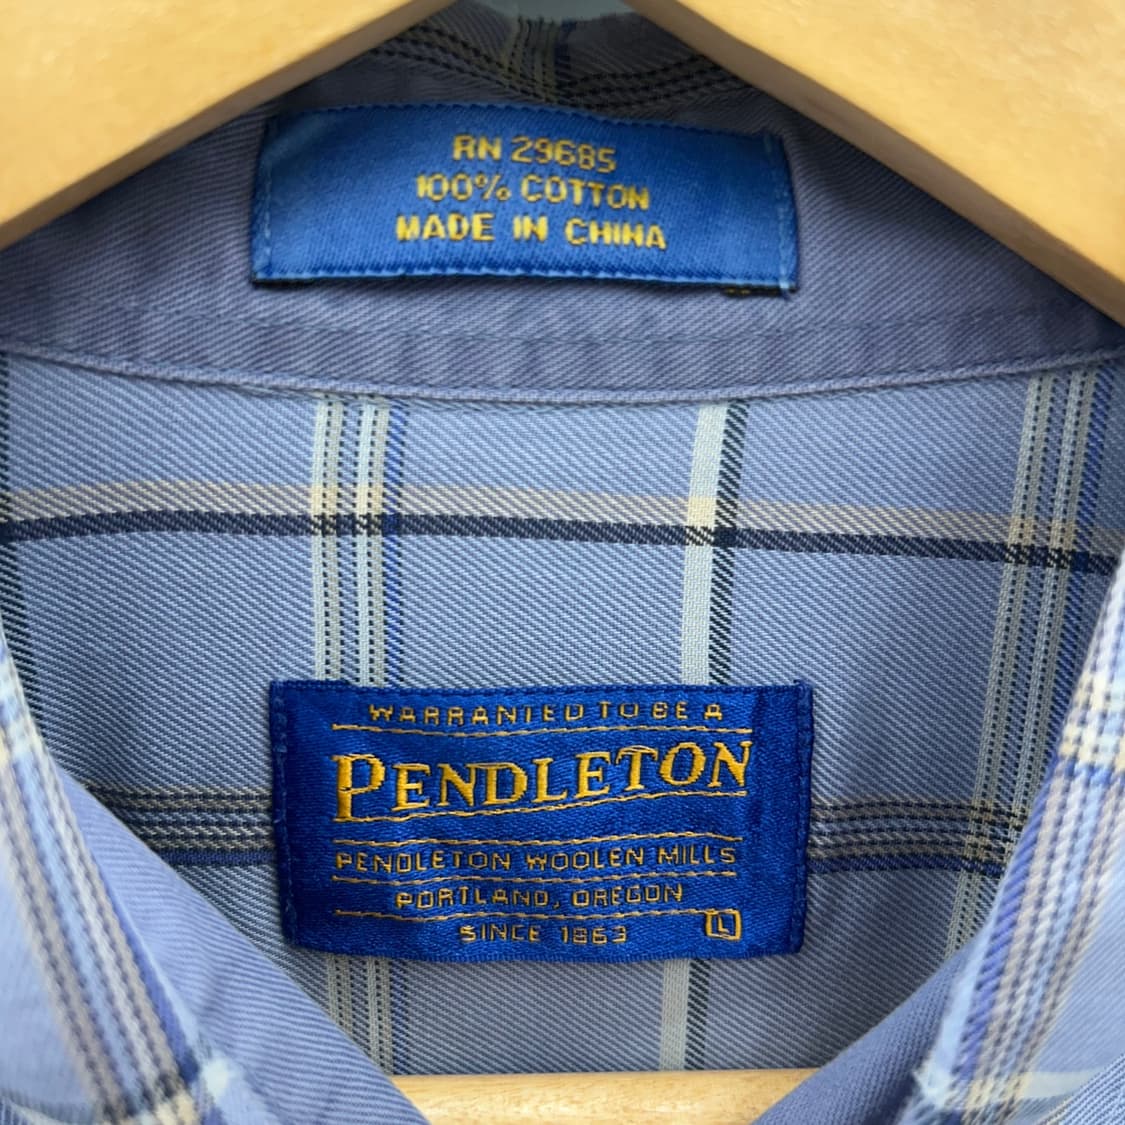 RN 29685
100% COTTON
MADE IN CHINA
WARRANTED TO BE A
PENDLETON
PENDLETON WOOLEN MILLS
PORTLAND, OREGON
SINCE 1863
L